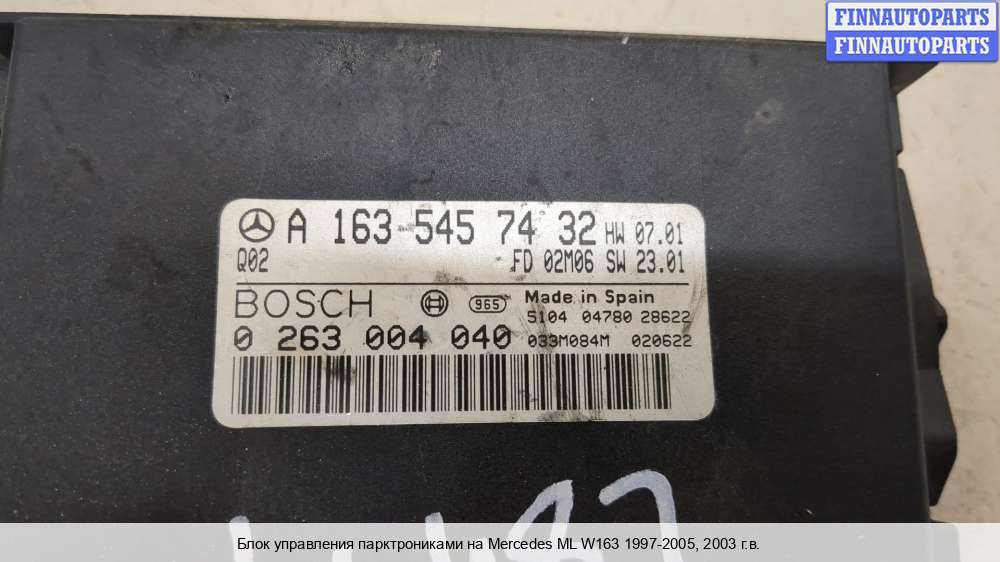 FINNAUTOPARTS
FINNAUTOPARTS
A 163 545 74 32 HW 07.01
Q02 FD 02M06 SW 23.01
BOSCH 965 Made in Spain
5104 04780 28622
0 263 004 040 033M084M 020622
Блок управления парктрониками на Mercedes ML W163 1997-2005, 2003 г.в.